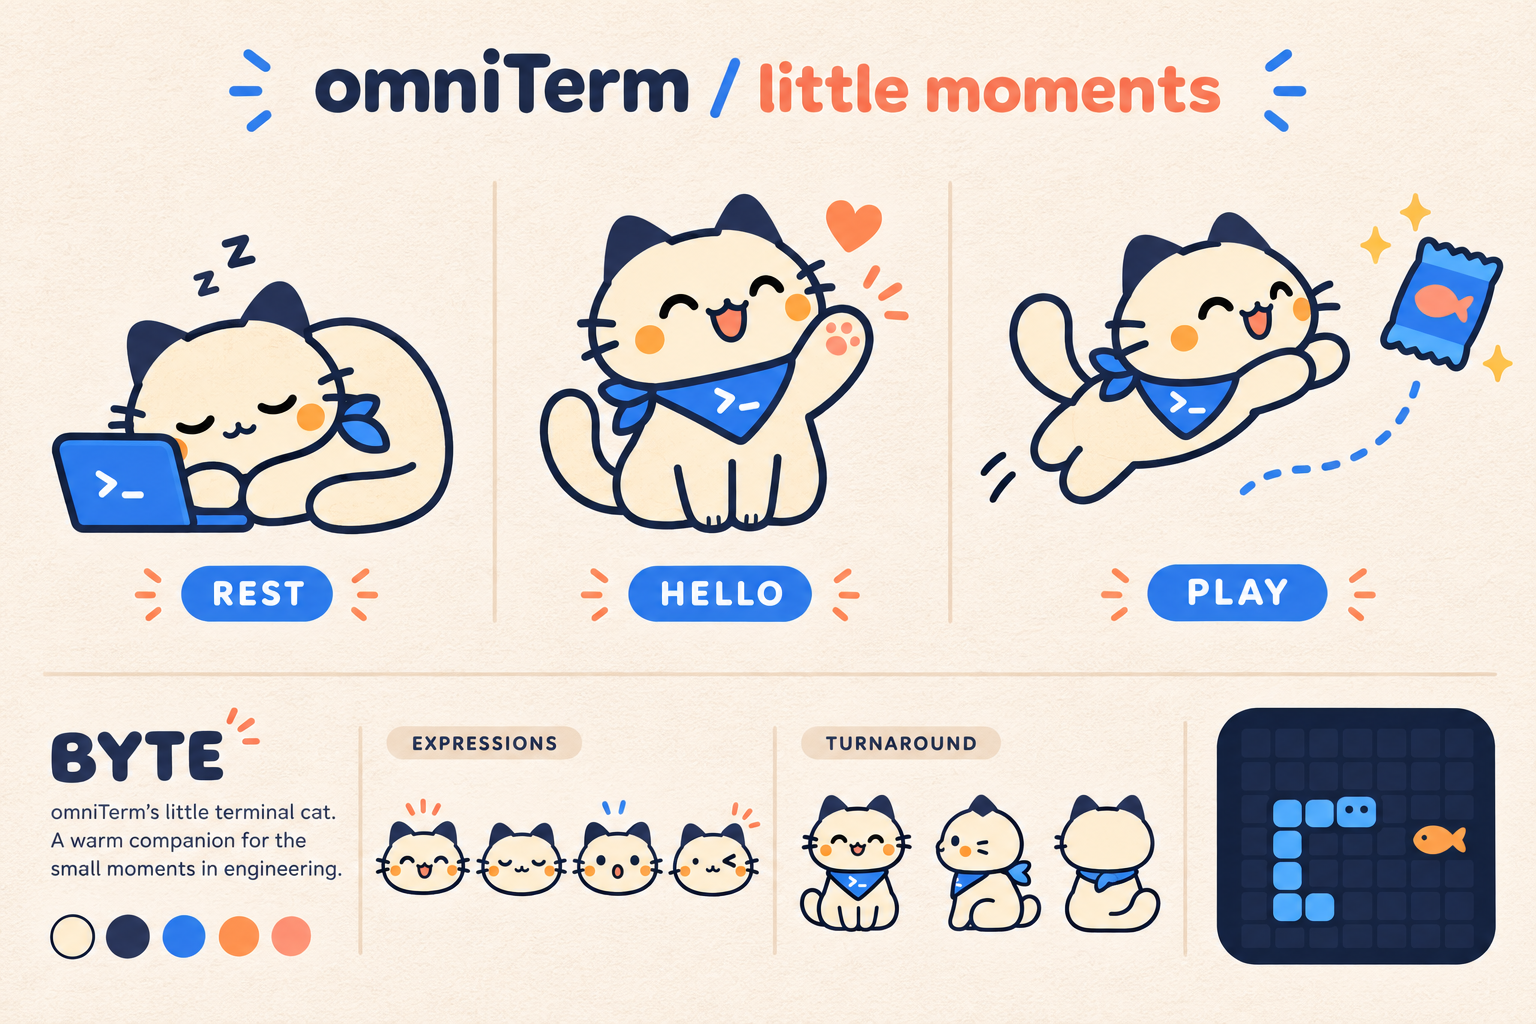 omniTerm / little moments
z z
>_
>_
>_
REST
HELLO
PLAY
BYTE
omniTerm's little terminal cat.
A warm companion for the
small moments in engineering.
EXPRESSIONS
TURNAROUND
>_